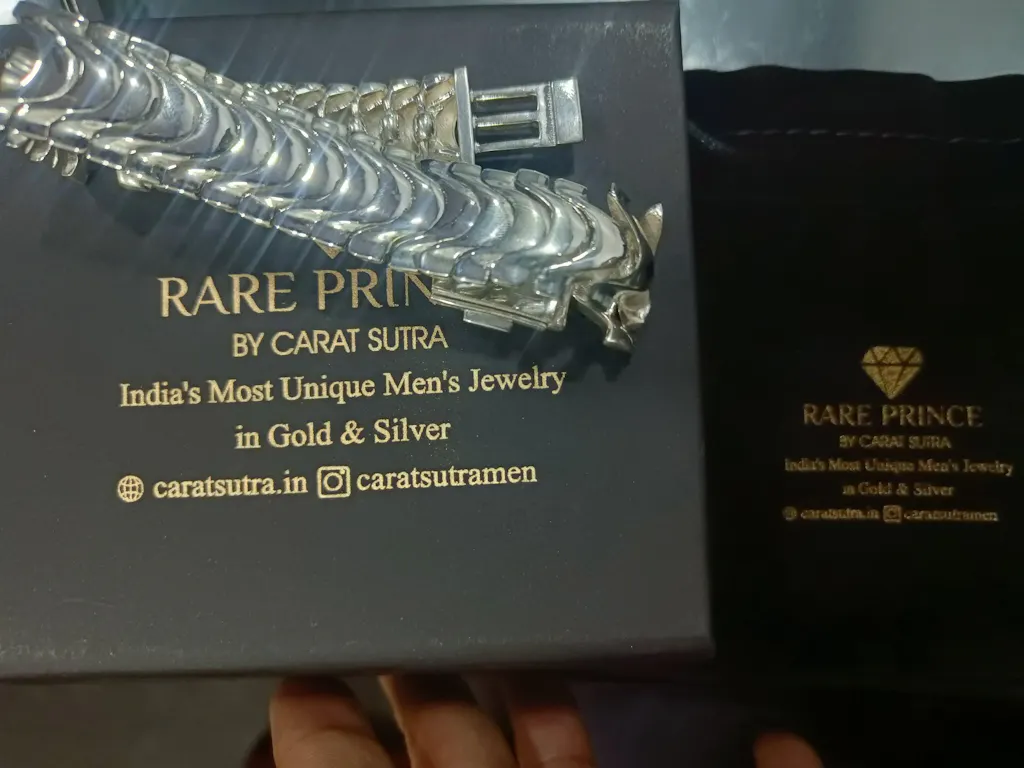 RARE PRIN
BY CARAT SUTRA
India's Most Unique Men's Jewelry
in Gold & Silver
caratsutra.in caratsutramen
RARE PRINCE
BY CARAT SUTRA
India's Most Unique Men's Jewelry
in Gold & Silver
caratsutra.in caratsutramen